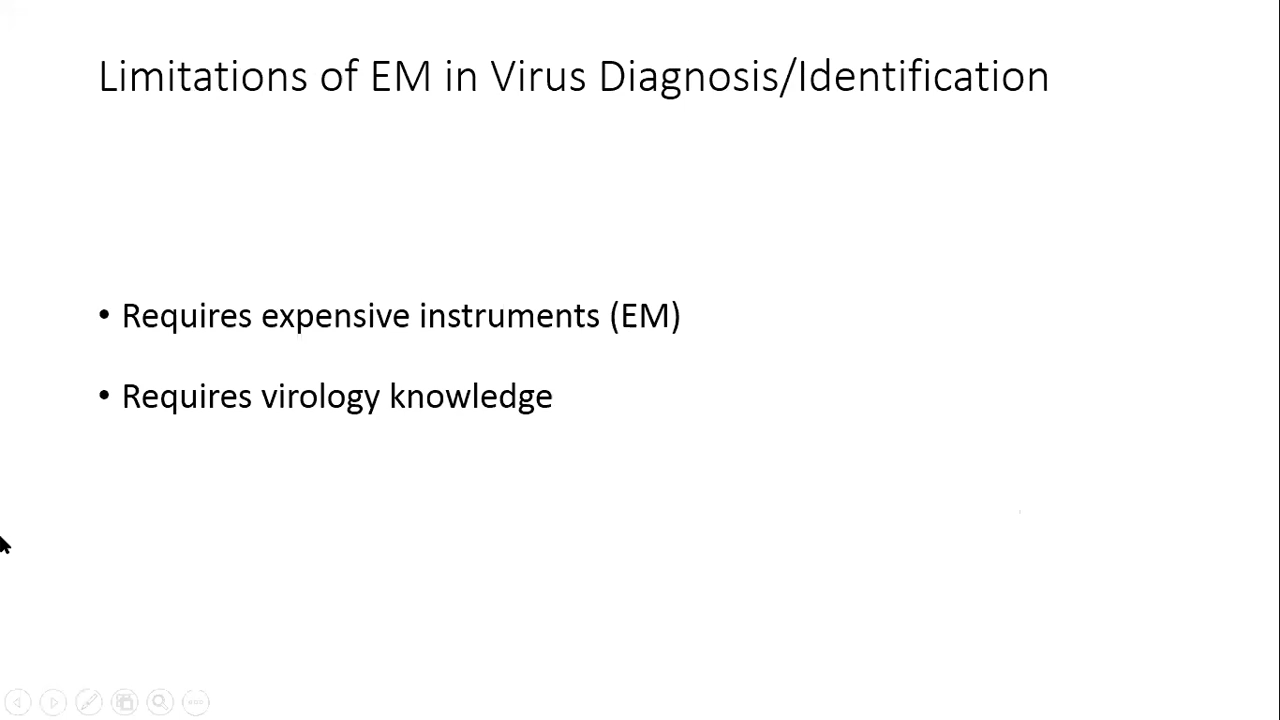 Limitations of EM in Virus Diagnosis/Identification
• Requires expensive instruments (EM)
• Requires virology knowledge